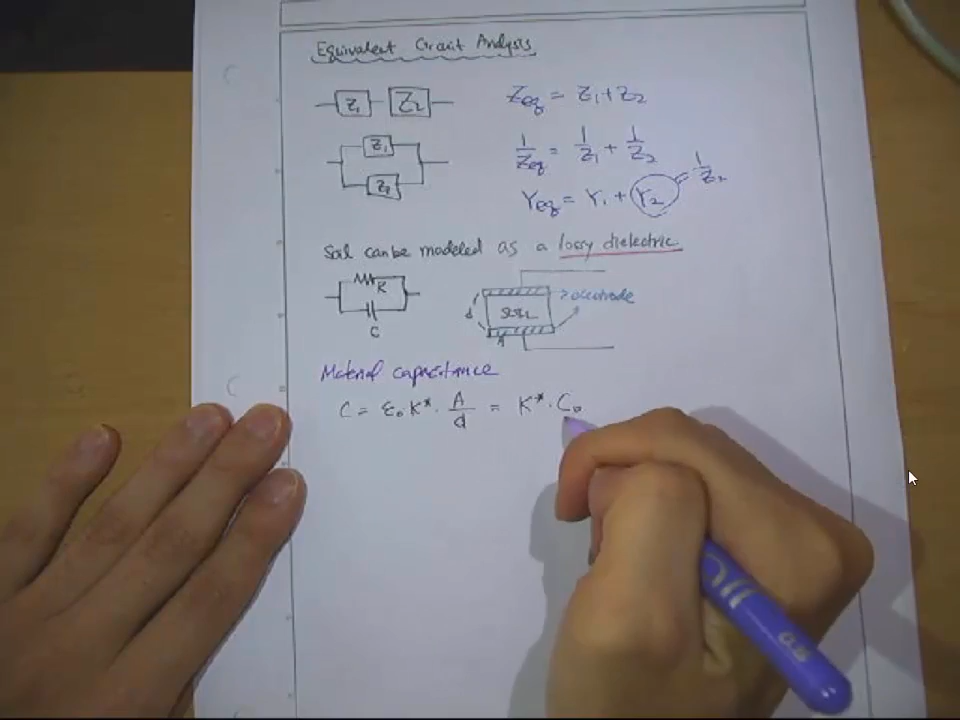 Equivalent Circuit Analysis
Z₁ Z₂ Zeq = Z₁ + Z₂
Z₁
Z₂
1/Zeq = 1/Z₁ + 1/Z₂
Yeq = Y₁ + Y₂ = 1/Z₂
Soil can be modeled as a lossy dielectric
R
C
d SOIL electrode
A
Material capacitance
C = ε₀ K* · A/d = K* · C₀